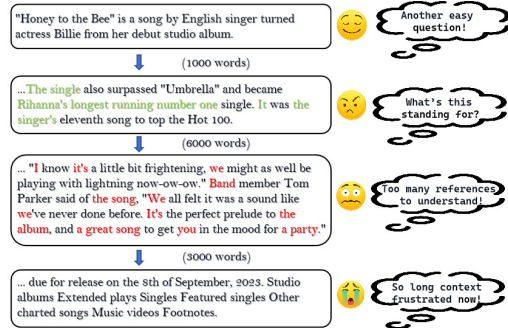 "Honey to the Bee" is a song by English singer turned
actress Billie from her debut studio album.
Another easy
question!
(1000 words)
...The single also surpassed "Umbrella" and became
Rihanna's longest running number one single. It was the
singer's eleventh song to top the Hot 100.
What's this
standing for?
(6000 words)
... "I know it's a little bit frightening, we might as well be
playing with lightning now-ow-ow." Band member Tom
Parker said of the song, "We all felt it was a sound like
we've never done before. It's the perfect prelude to the
album, and a great song to get you in the mood for a party."
Too many references
to understand!
(3000 words)
... due for release on the 8th of September, 2023. Studio
albums Extended plays Singles Featured singles Other
charted songs Music videos Footnotes.
So long context
frustrated now!